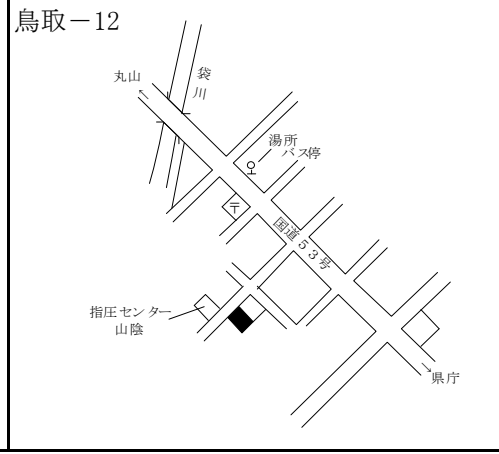 鳥取－12
丸山
←
袋
川
湯所
バス停
〒
国道53号
指圧センター
山陰
→
県庁